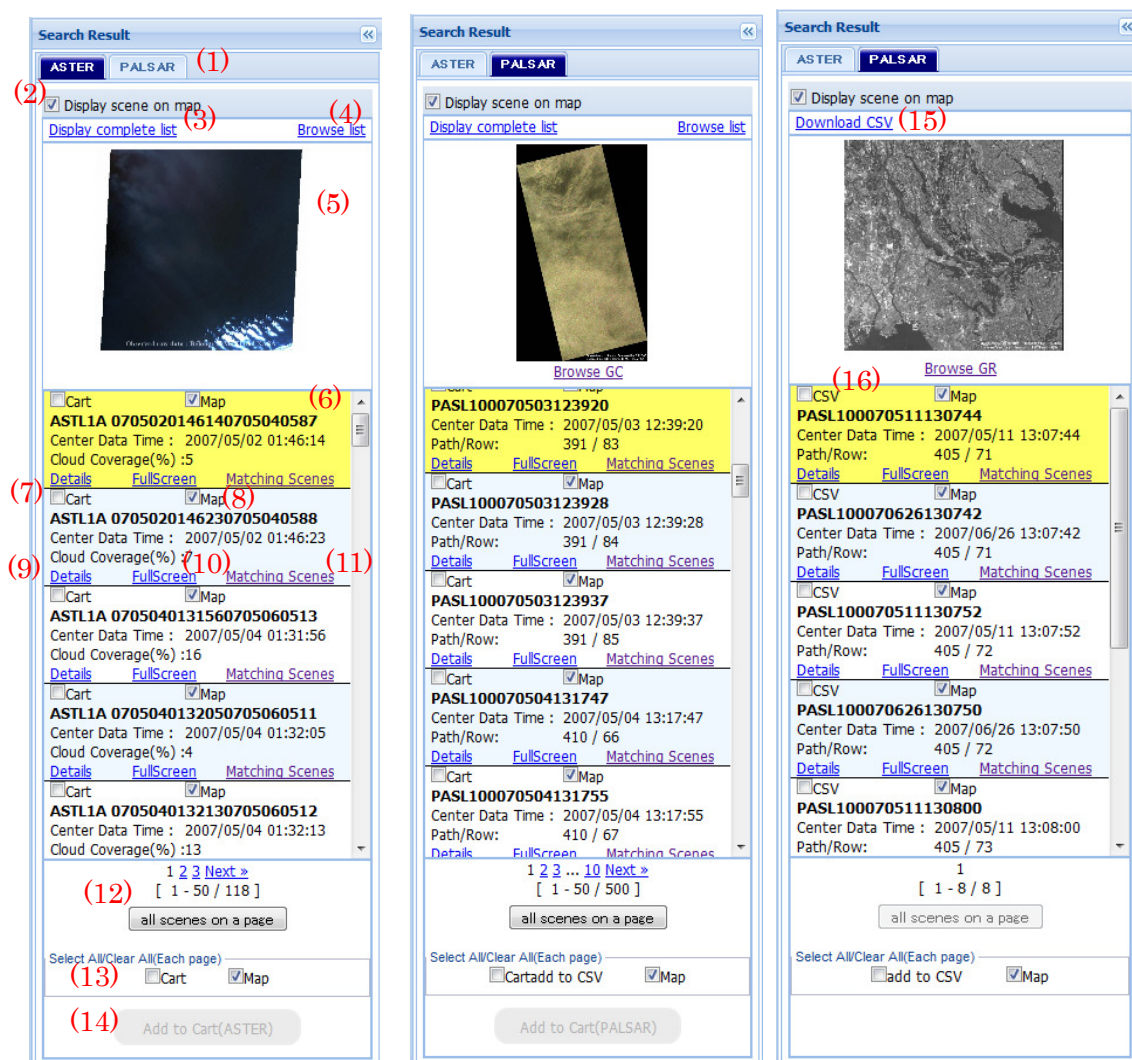 Search Result
ASTER PALSAR (1)
(2) Display scene on map
Display complete list (3) Browse list (4)
(5)
(6)
Cart Map
ASTL1A 0705020146140705040587
Center Data Time : 2007/05/02 01:46:14
Cloud Coverage(%) :5
Details FullScreen Matching Scenes
(7) Cart Map (8)
ASTL1A 0705020146230705040588
Center Data Time : 2007/05/02 01:46:23
Cloud Coverage(%) :7
(9) Details FullScreen (10) Matching Scenes (11)
Cart Map
ASTL1A 0705040131560705060513
Center Data Time : 2007/05/04 01:31:56
Cloud Coverage(%) :16
Details FullScreen Matching Scenes
Cart Map
ASTL1A 0705040132050705060511
Center Data Time : 2007/05/04 01:32:05
Cloud Coverage(%) :4
Details FullScreen Matching Scenes
Cart Map
ASTL1A 0705040132130705060512
Center Data Time : 2007/05/04 01:32:13
Cloud Coverage(%) :13
1 2 3 Next »
(12) [ 1 - 50 / 118 ]
all scenes on a page
Select All/Clear All(Each page)
(13) Cart Map
(14) Add to Cart(ASTER)
Search Result
ASTER PALSAR
Display scene on map
Display complete list Browse list
Browse GC
Cart Map
PASL100070503123920
Center Data Time : 2007/05/03 12:39:20
Path/Row: 391 / 83
Details FullScreen Matching Scenes
Cart Map
PASL100070503123928
Center Data Time : 2007/05/03 12:39:28
Path/Row: 391 / 84
Details FullScreen Matching Scenes
Cart Map
PASL100070503123937
Center Data Time : 2007/05/03 12:39:37
Path/Row: 391 / 85
Details FullScreen Matching Scenes
Cart Map
PASL100070504131747
Center Data Time : 2007/05/04 13:17:47
Path/Row: 410 / 66
Details FullScreen Matching Scenes
Cart Map
PASL100070504131755
Center Data Time : 2007/05/04 13:17:55
Path/Row: 410 / 67
Details FullScreen Matching Scenes
1 2 3 ... 10 Next »
[ 1 - 50 / 500 ]
all scenes on a page
Select All/Clear All(Each page)
Cartadd to CSV Map
Add to Cart(PALSAR)
Search Result
ASTER PALSAR
Display scene on map
Download CSV (15)
Browse GR
(16)
CSV Map
PASL100070511130744
Center Data Time : 2007/05/11 13:07:44
Path/Row: 405 / 71
Details FullScreen Matching Scenes
CSV Map
PASL100070626130742
Center Data Time : 2007/06/26 13:07:42
Path/Row: 405 / 71
Details FullScreen Matching Scenes
CSV Map
PASL100070511130752
Center Data Time : 2007/05/11 13:07:52
Path/Row: 405 / 72
Details FullScreen Matching Scenes
CSV Map
PASL100070626130750
Center Data Time : 2007/06/26 13:07:50
Path/Row: 405 / 72
Details FullScreen Matching Scenes
CSV Map
PASL100070511130800
Center Data Time : 2007/05/11 13:08:00
Path/Row: 405 / 73
1
[ 1 - 8 / 8 ]
all scenes on a page
Select All/Clear All(Each page)
add to CSV Map